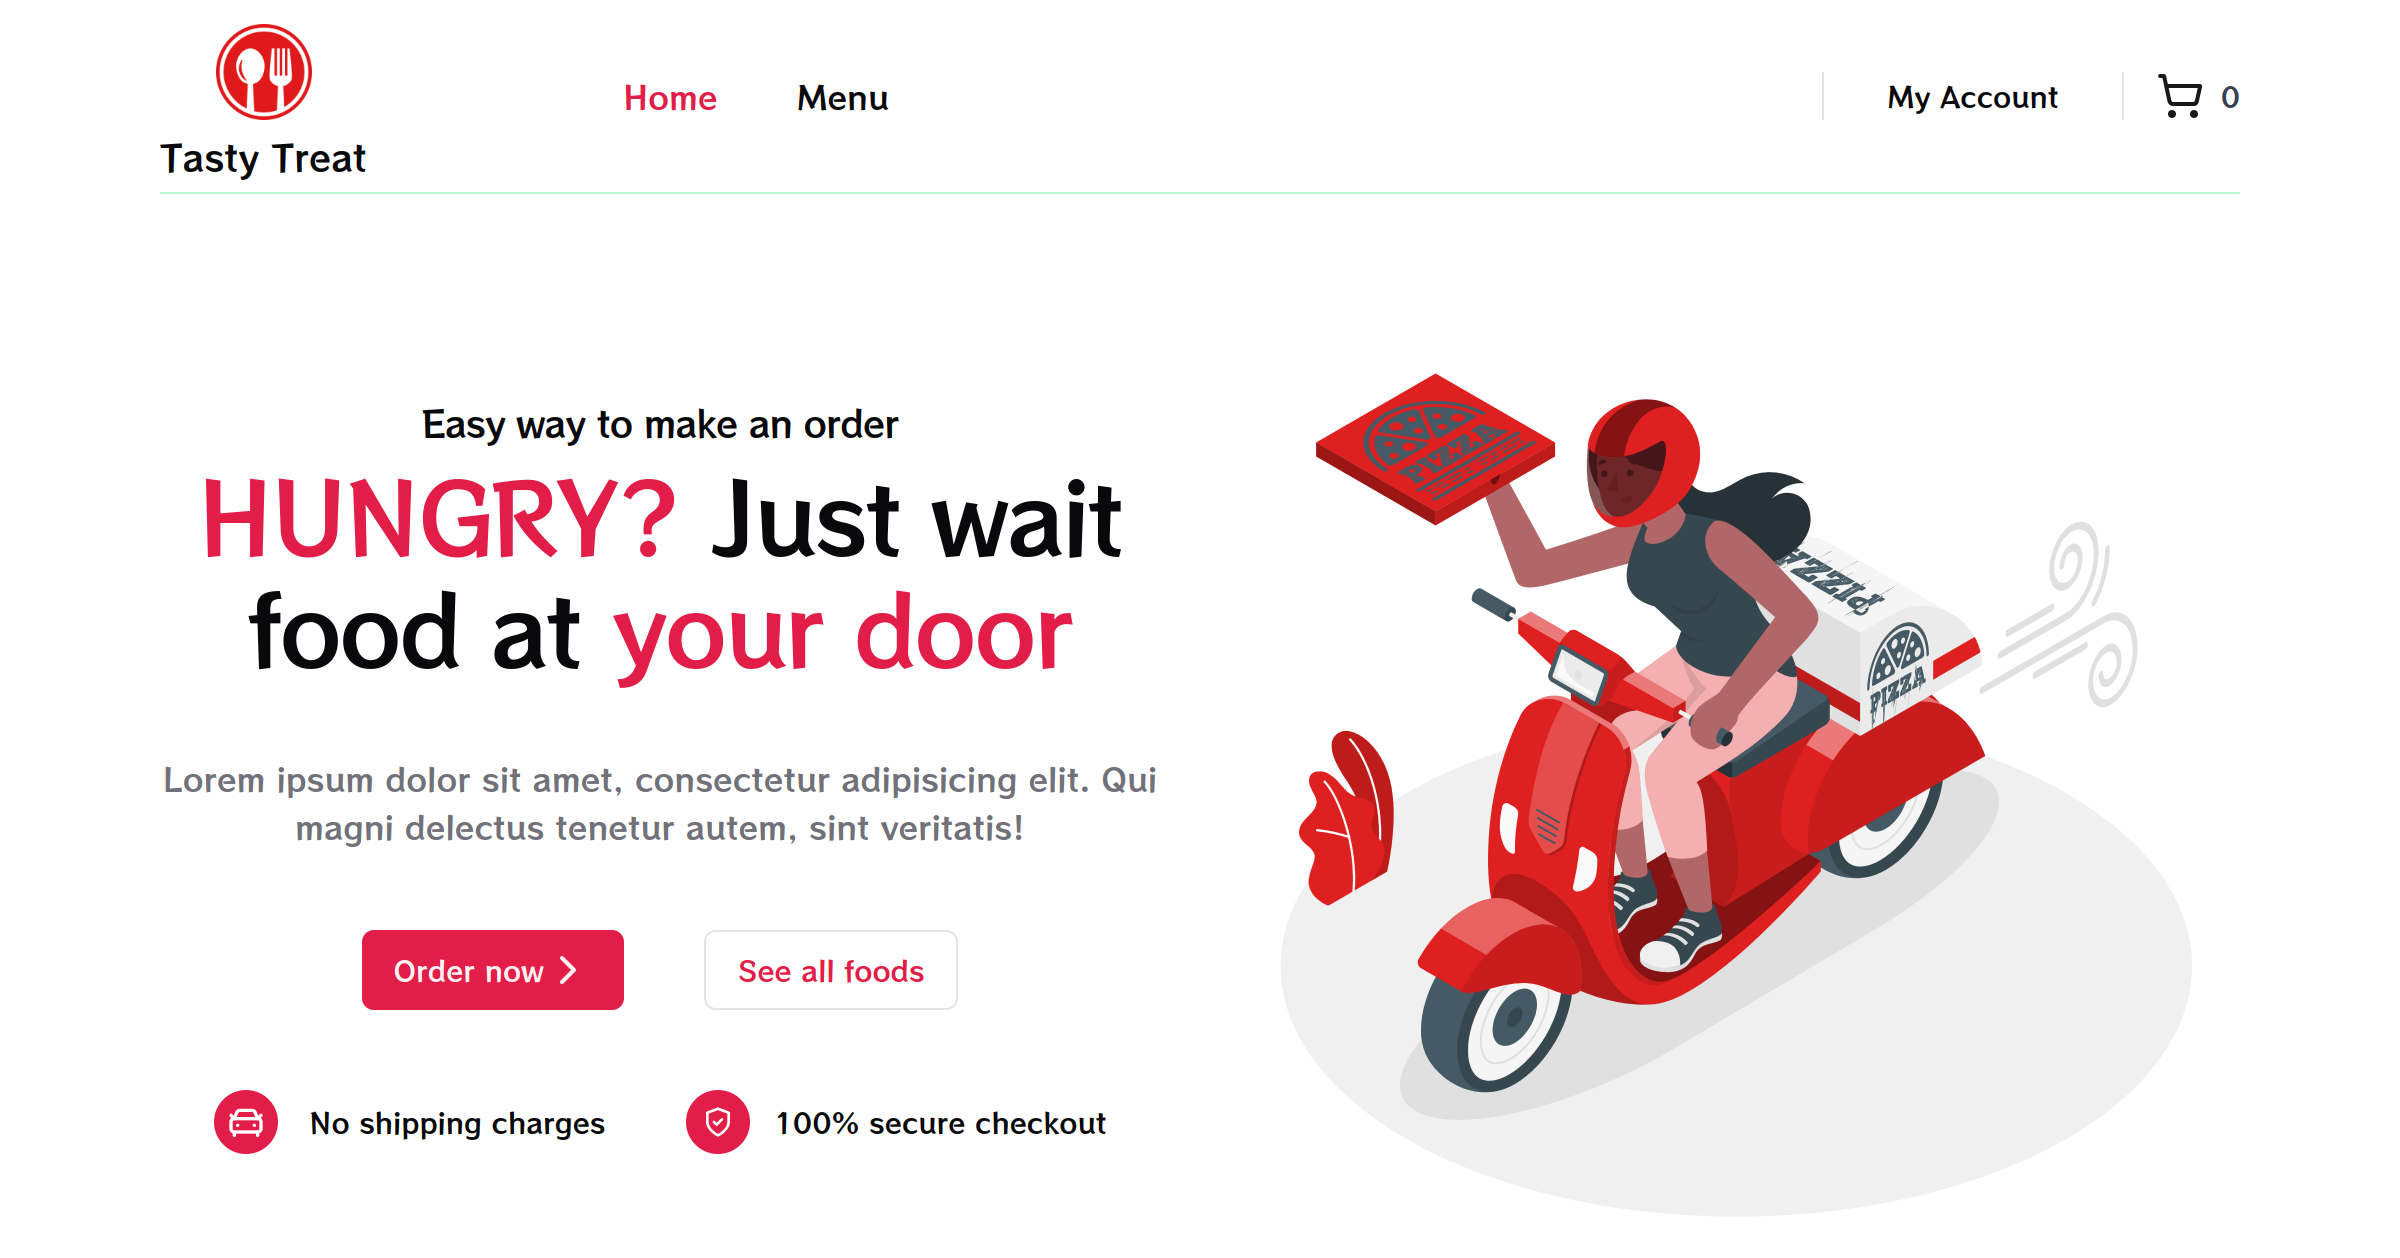 Home
Menu
My Account
0
Tasty Treat
Easy way to make an order
HUNGRY? Just wait
food at your door
Lorem ipsum dolor sit amet, consectetur adipisicing elit. Qui
magni delectus tenetur autem, sint veritatis!
Order now
See all foods
No shipping charges
100% secure checkout
PIZZA
PIZZA
PIZZA